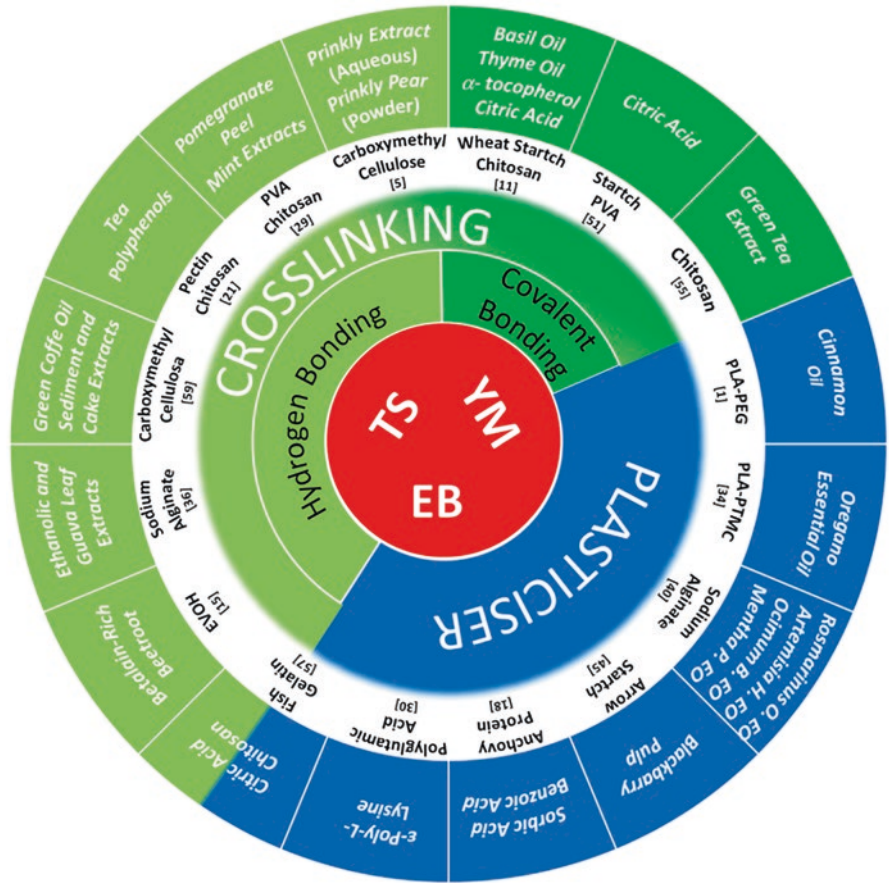 Prinkly Extract
(Aqueous)
Prinkly Pear
(Powder)
Basil Oil
Thyme Oil
α- tocopherol
Citric Acid
Citric Acid
Green Tea
Extract
Cinnamon
Oil
Oregano
Essential Oil
Rosmarinus O. EO
Artemisia H. EO
Ocimum B. EO
Mentha P. EO
Blackbarry
Pulp
Sorbic Acid
Benzoic Acid
ε-Poly-L-
Lysine
Citric Acid
Chitosan
Betalain-Rich
Beetroot
Ethanolic and
Guava Leaf
Extracts
Green Coffe Oil
Sediment and
Cake Extracts
Tea
Polyphenols
Pomegranate
Peel
Mint Extracts
Carboxymethyl
Cellulose
[5]
Wheat Startch
Chitosan
[11]
Startch
PVA
[51]
Chitosan
[55]
PLA-PEG
[1]
PLA-PTMC
[34]
Sodium
Alginate
[40]
Arrow
Startch
[45]
Anchovy
Protein
[18]
Polyglutamic
Acid
[30]
Fish
Gelatin
[57]
EVOH
[15]
Sodium
Alginate
[36]
Carboxymethyl
Cellulosa
[59]
Pectin
Chitosan
[21]
PVA
Chitosan
[29]
CROSSLINKING
PLASTICISER
Hydrogen Bonding
Covalent
Bonding
TS
YM
EB